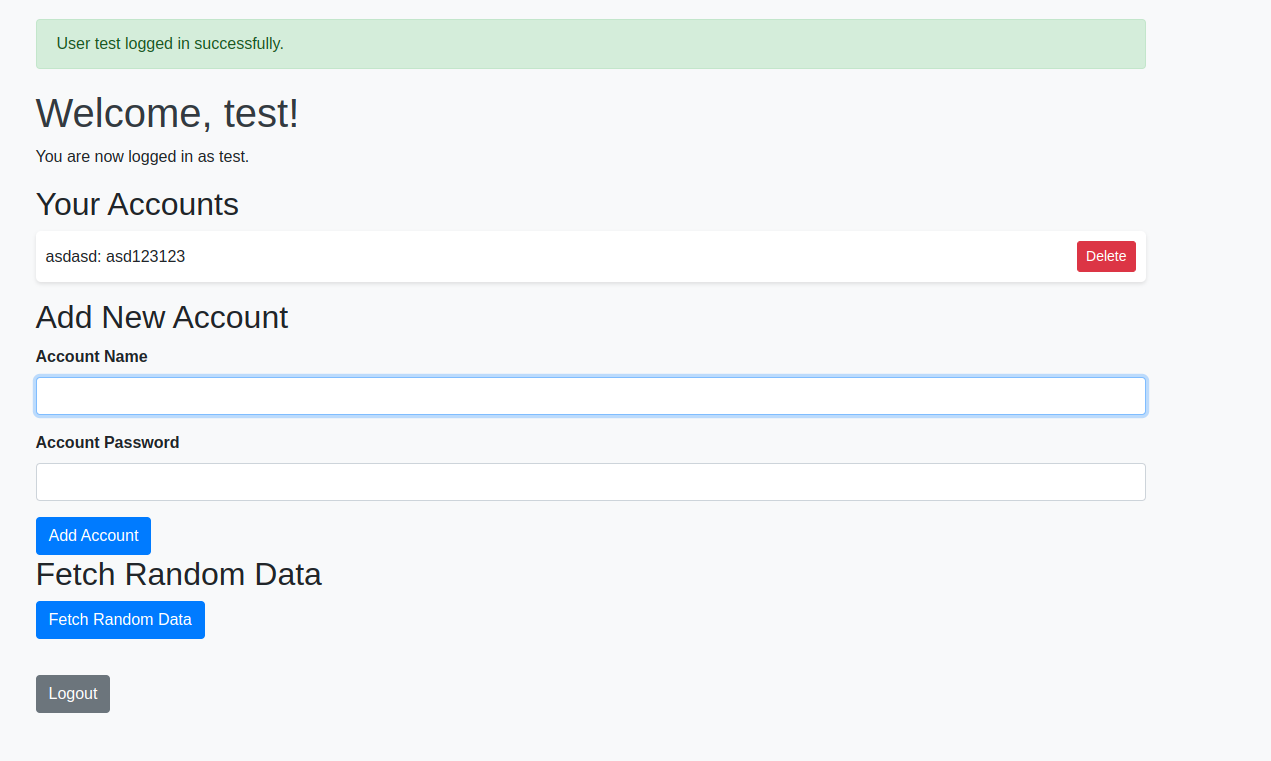 User test logged in successfully.
Welcome, test!
You are now logged in as test.
Your Accounts
asdasd: asd123123
Delete
Add New Account
Account Name
Account Password
Add Account
Fetch Random Data
Fetch Random Data
Logout